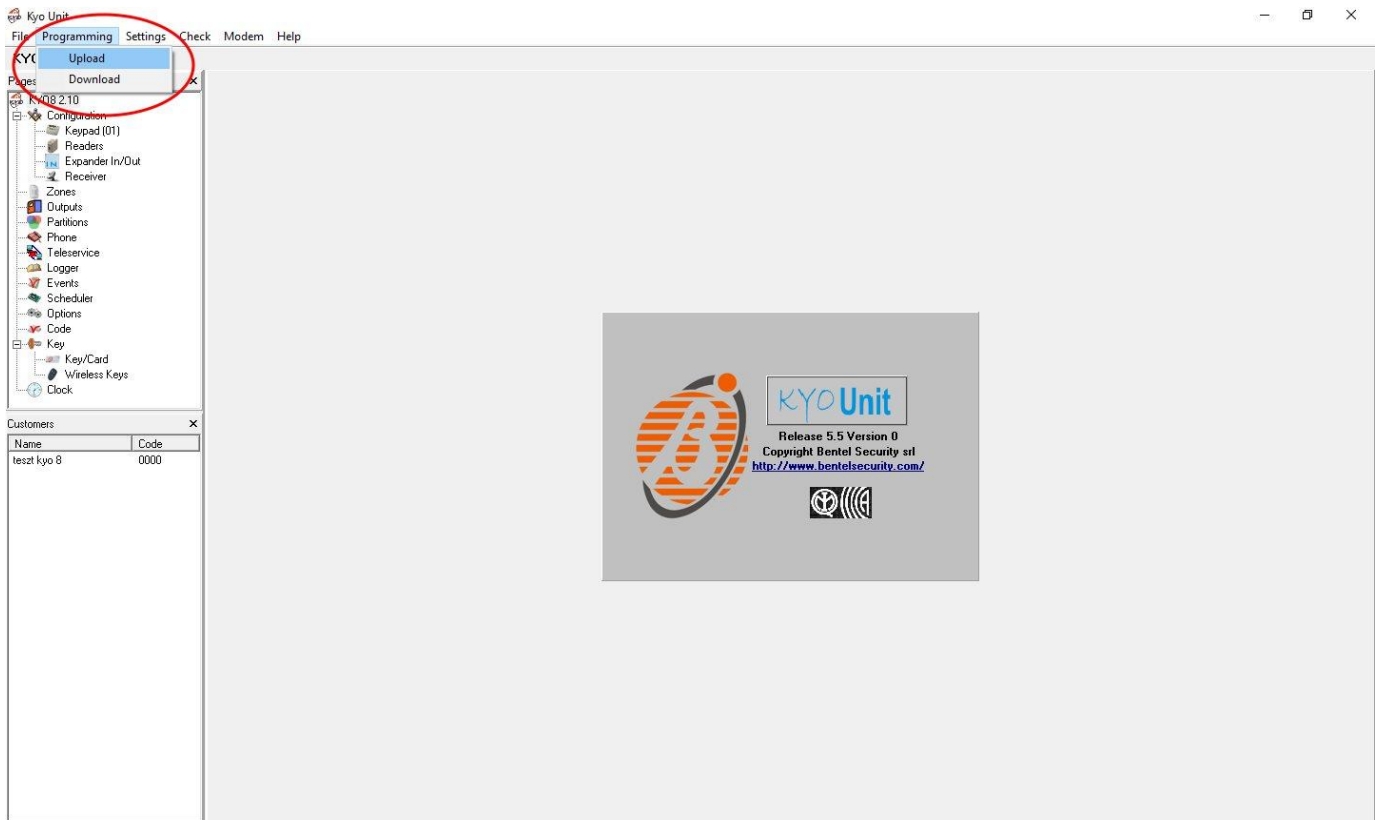 Kyo Unit
File Programming Settings Check Modem Help
Upload
Download
Pages
KYO8 2.10
Configuration
Keypad (01)
Readers
Expander In/Out
Receiver
Zones
Outputs
Partitions
Phone
Teleservice
Logger
Events
Scheduler
Options
Code
Key
Key/Card
Wireless Keys
Clock
Customers
Name Code
teszt kyo 8 0000
KYO Unit
Release 5.5 Version 0
Copyright Bentel Security srl
http://www.bentelsecurity.com/